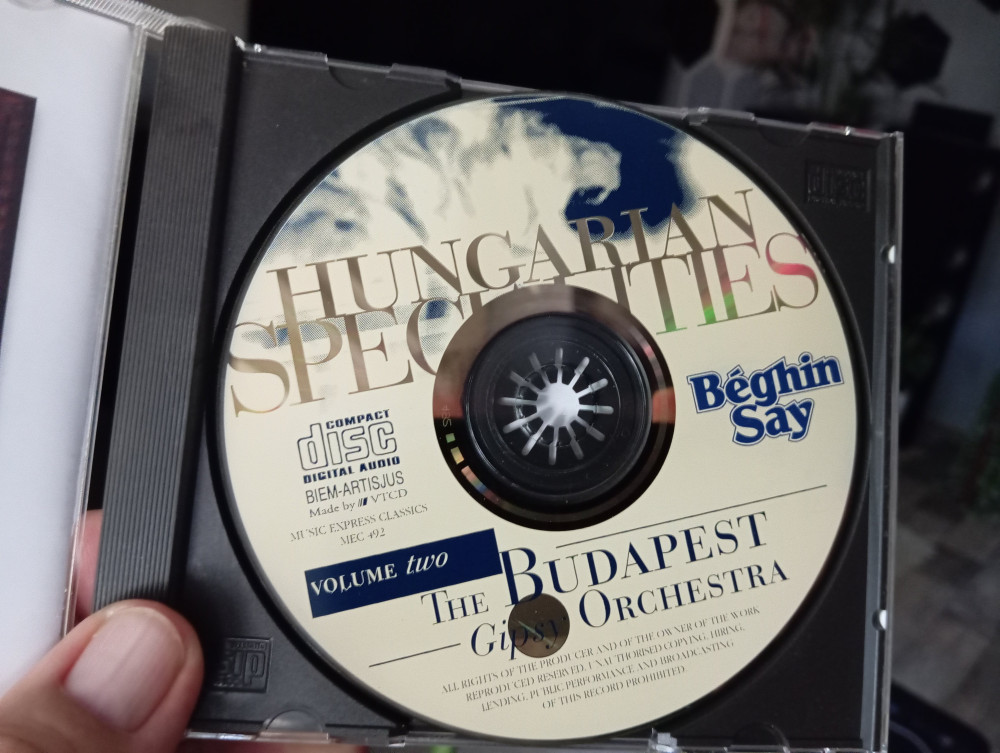 HUNGARIAN
SPECIALITIES
Béghin
Say
COMPACT
disc
DIGITAL AUDIO
BIEM-ARTISJUS
Made by VTCD
MUSIC EXPRESS CLASSICS
MEC 492
VOLUME two
THE BUDAPEST
Gipsy ORCHESTRA
ALL RIGHTS OF THE PRODUCER AND OF THE OWNER OF THE WORK
REPRODUCED RESERVED. UNAUTHORISED COPYING, HIRING,
LENDING, PUBLIC PERFORMANCE AND BROADCASTING
OF THIS RECORD PROHIBITED.